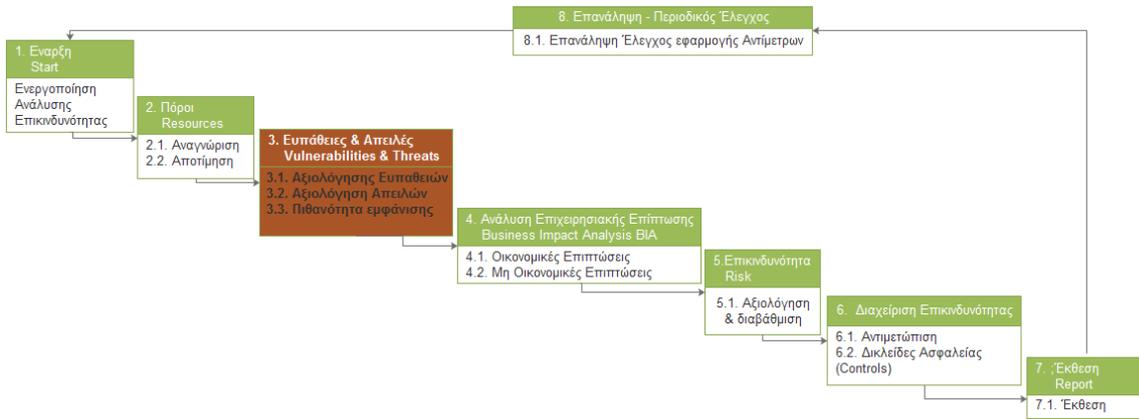 8. Επανάληψη - Περιοδικός Έλεγχος
8.1. Επανάληψη Έλεγχος εφαρμογής Αντίμετρων
1. Εναρξη
Start
Ενεργοποίηση
Ανάλυσης
Επικινδυνότητας
2. Πόροι
Resources
2.1. Αναγνώριση
2.2. Αποτίμηση
3. Ευπάθειες & Απειλές
Vulnerabilities & Threats
3.1. Αξιολόγησης Ευπαθειών
3.2. Αξιολόγηση Απειλών
3.3. Πιθανότητα εμφάνισης
4. Ανάλυση Επιχειρησιακής Επίπτωσης
Business Impact Analysis BIA
4.1. Οικονομικές Επιπτώσεις
4.2. Μη Οικονομικές Επιπτώσεις
5.Επικινδυνότητα
Risk
5.1. Αξιολόγηση
& διαβάθμιση
6. Διαχείριση Επικινδυνότητας
6.1. Αντιμετώπιση
6.2. Δικλείδες Ασφαλείας
(Controls)
7. ;Έκθεση
Report
7.1. Έκθεση